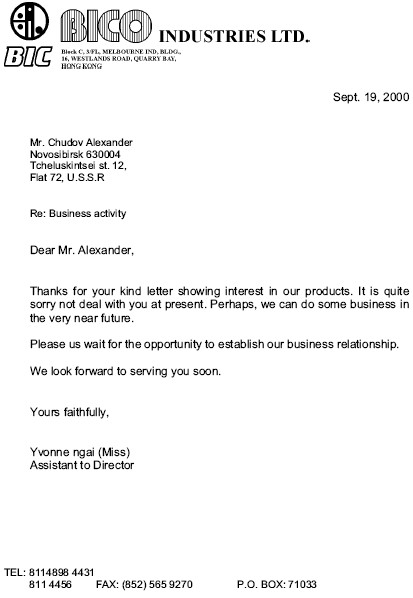 BICO INDUSTRIES LTD.
BIC
Block C, 3/FL, MELBOURNE IND, BLDG.,
16, WESTLANDS ROAD, QUARRY BAY,
HONG KONG
Sept. 19, 2000
Mr. Chudov Alexander
Novosibirsk 630004
Tcheluskintsei st. 12,
Flat 72, U.S.S.R
Re: Business activity
Dear Mr. Alexander,
Thanks for your kind letter showing interest in our products. It is quite
sorry not deal with you at present. Perhaps, we can do some business in
the very near future.
Please us wait for the opportunity to establish our business relationship.
We look forward to serving you soon.
Yours faithfully,
Yvonne ngai (Miss)
Assistant to Director
TEL: 8114898 4431
811 4456 FAX: (852) 565 9270 P.O. BOX: 71033